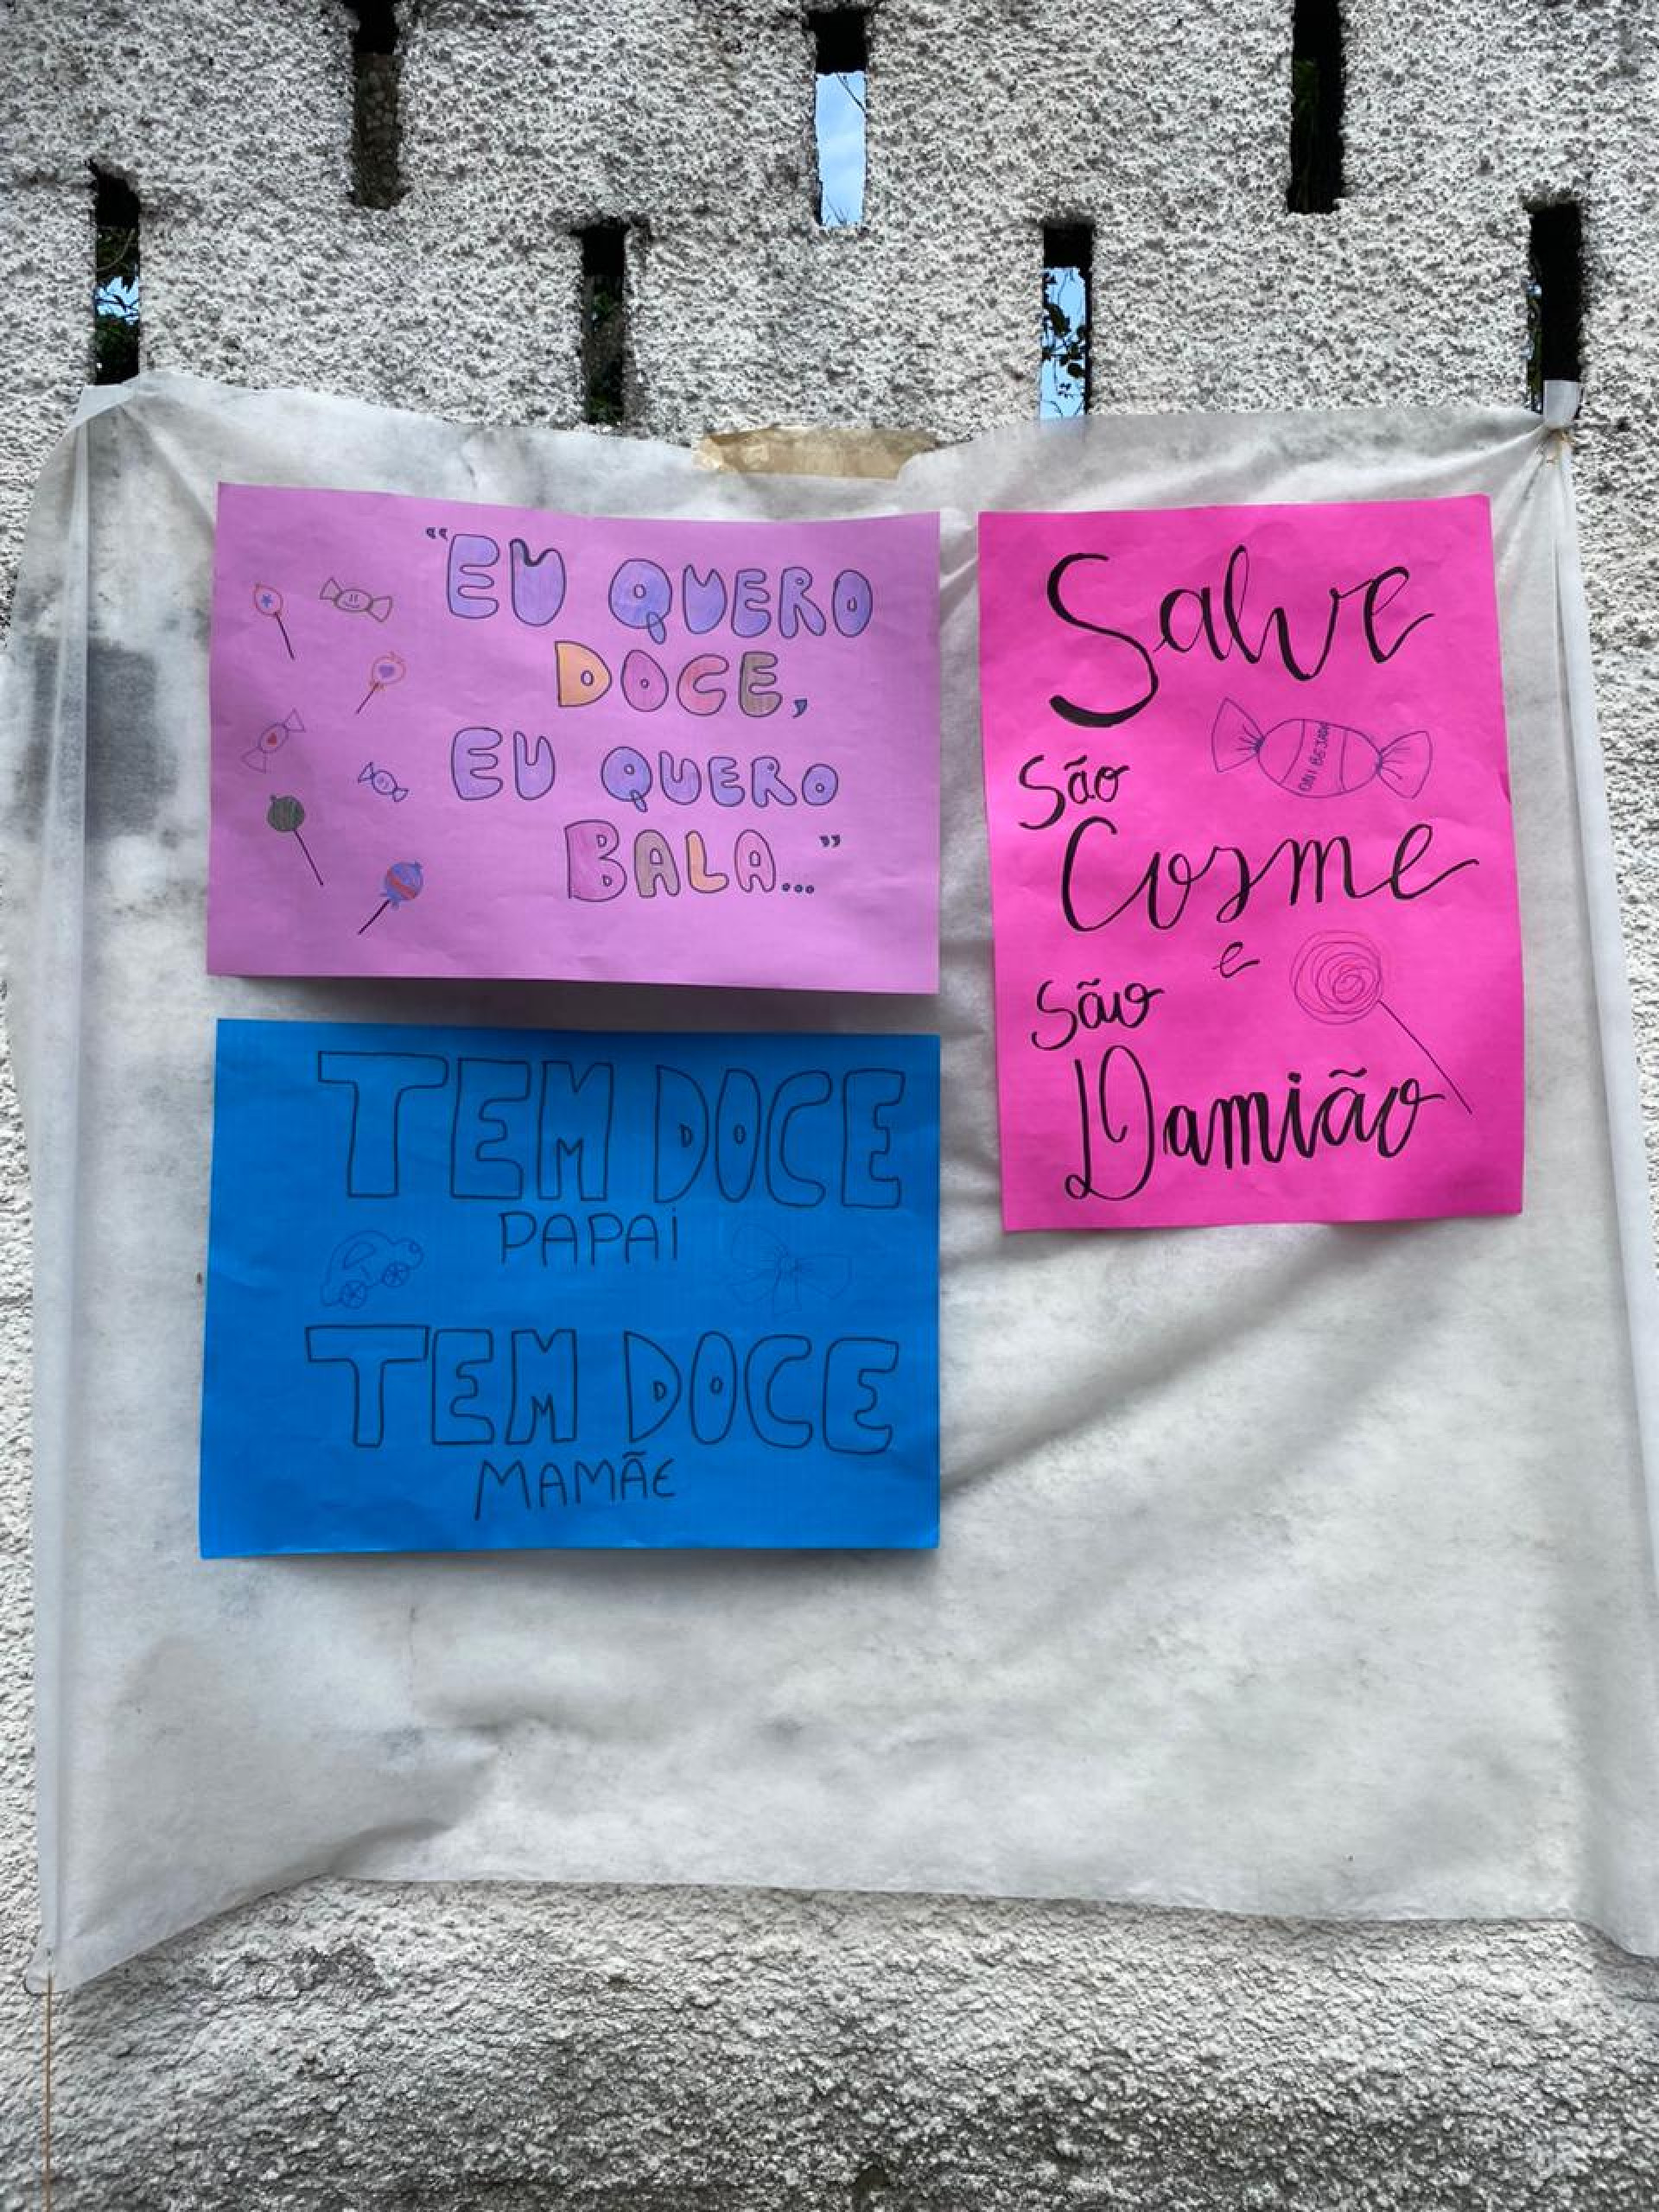 "EU QUERO
DOCE,
EU QUERO
BALA..."
TEM DOCE
PAPAI
TEM DOCE
MAMÃE
Salve
São
Cosme
e
São
Damião